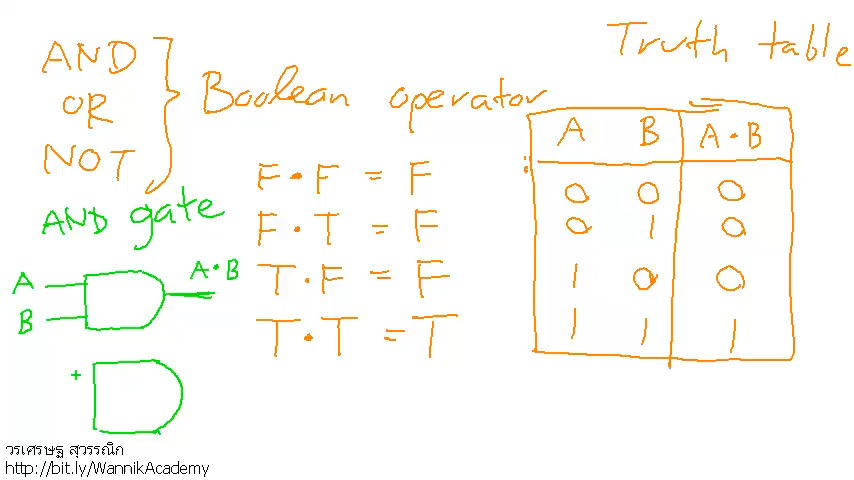 AND
OR
NOT
Boolean operator
AND gate
A
B
A·B
F·F = F
F·T = F
T·F = F
T·T = T
Truth table
A B A·B
0 0 0
0 1 0
1 0 0
1 1 1
วรเศรษฐ สุวรรณิก
http://bit.ly/WannikAcademy